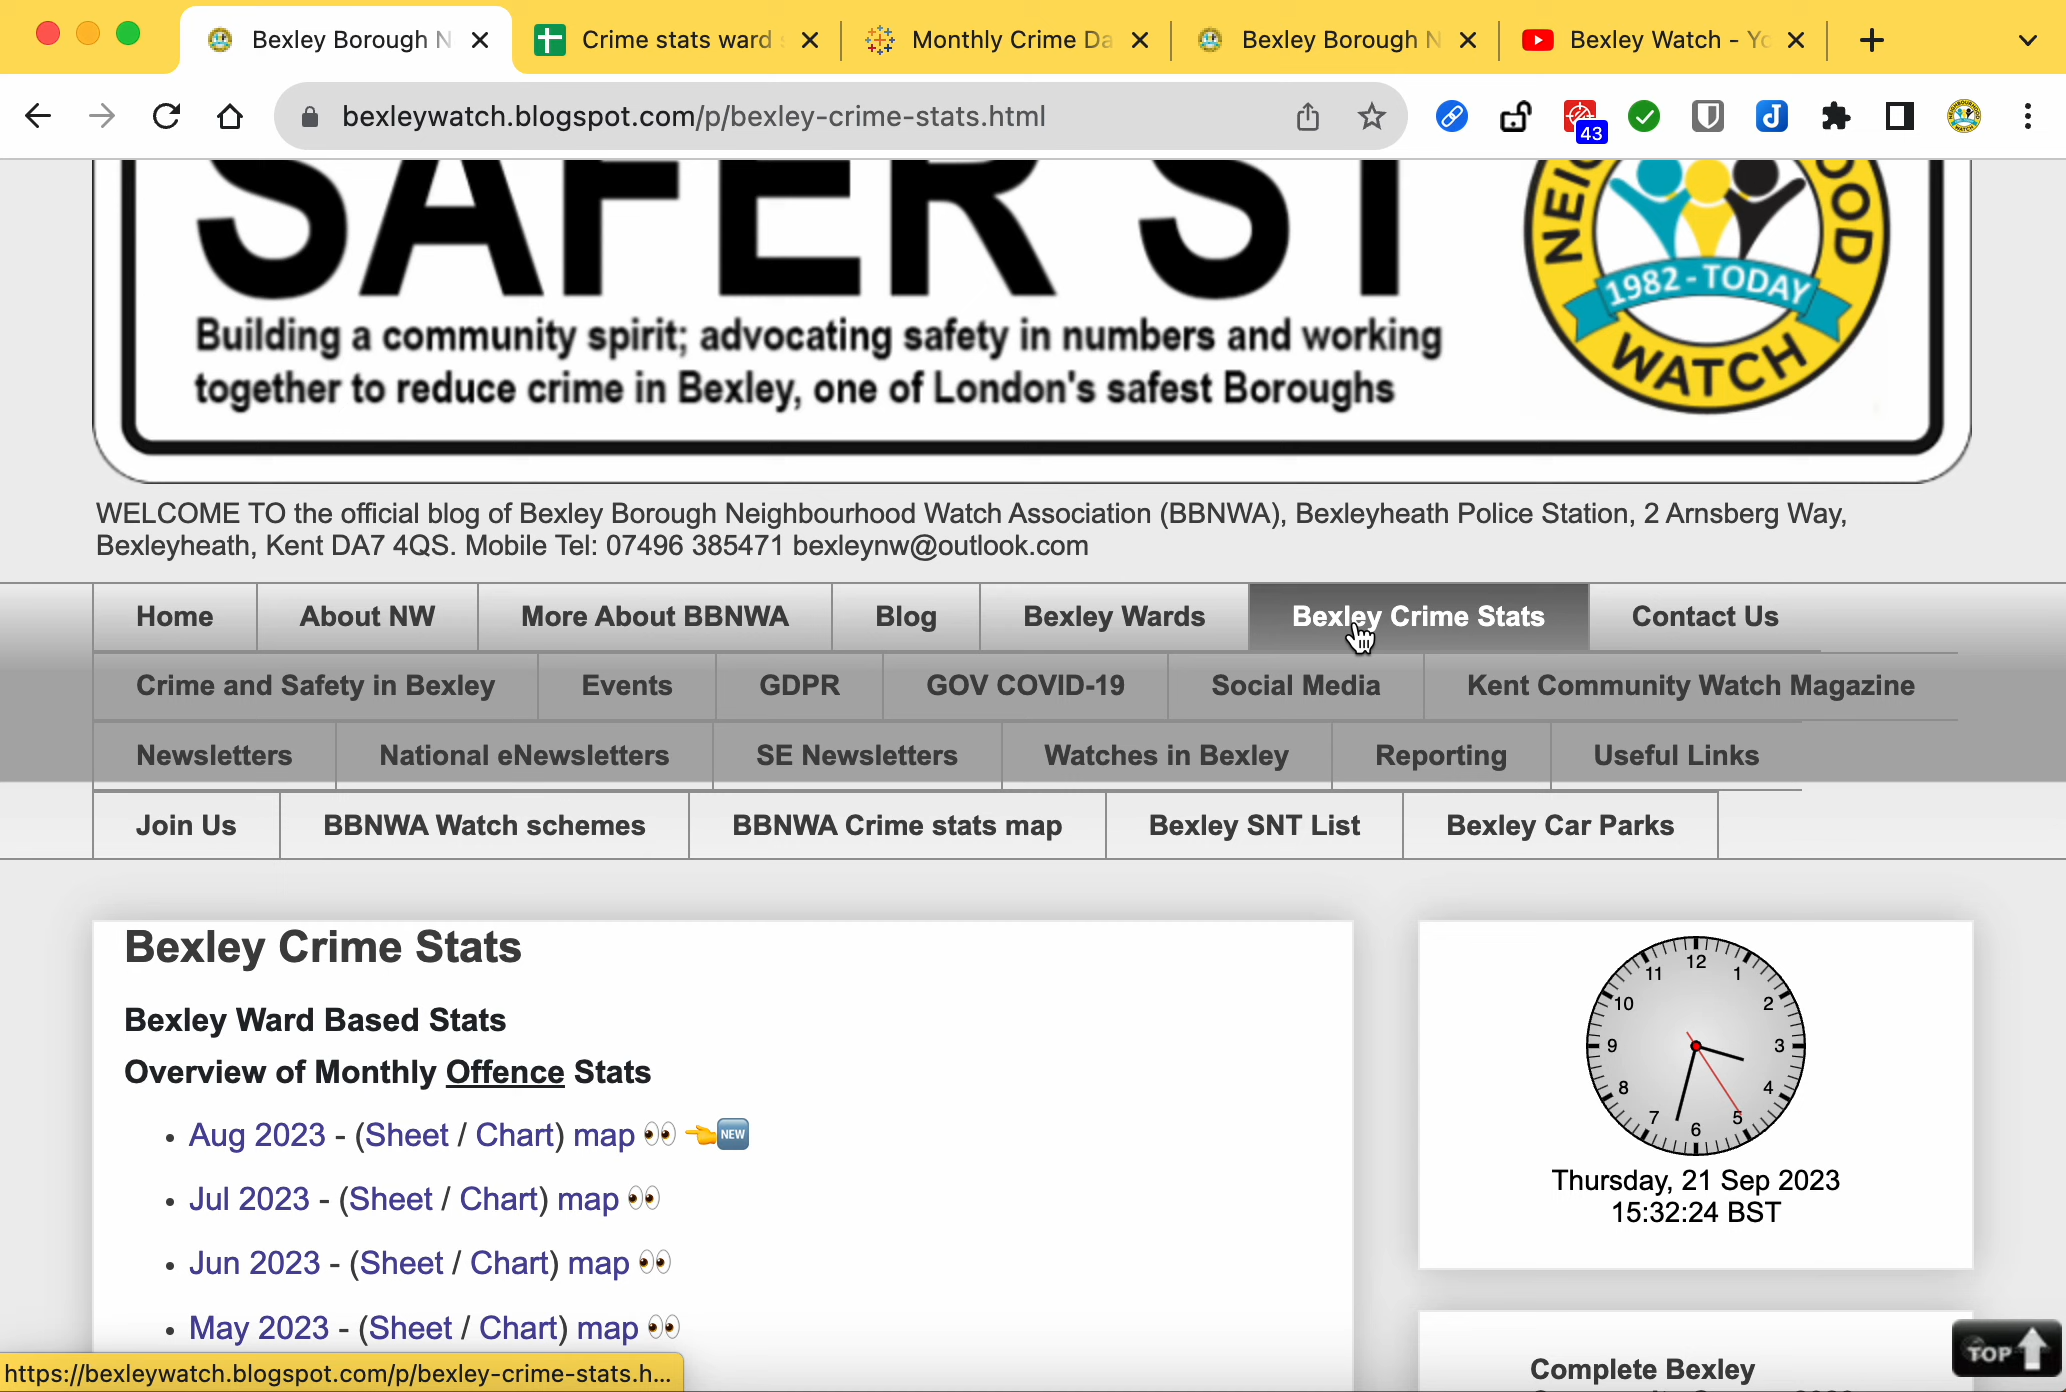 Bexley Borough N
Crime stats ward
Monthly Crime Da
Bexley Borough N
Bexley Watch - Yo
bexleywatch.blogspot.com/p/bexley-crime-stats.html
43
SAFER ST
Building a community spirit; advocating safety in numbers and working
together to reduce crime in Bexley, one of London's safest Boroughs
1982 - TODAY
WATCH
WELCOME TO the official blog of Bexley Borough Neighbourhood Watch Association (BBNWA), Bexleyheath Police Station, 2 Arnsberg Way,
Bexleyheath, Kent DA7 4QS. Mobile Tel: 07496 385471 bexleynw@outlook.com
Home About NW More About BBNWA Blog Bexley Wards Bexley Crime Stats Contact Us
Crime and Safety in Bexley Events GDPR GOV COVID-19 Social Media Kent Community Watch Magazine
Newsletters National eNewsletters SE Newsletters Watches in Bexley Reporting Useful Links
Join Us BBNWA Watch schemes BBNWA Crime stats map Bexley SNT List Bexley Car Parks
Bexley Crime Stats
Bexley Ward Based Stats
Overview of Monthly Offence Stats
• Aug 2023 - (Sheet / Chart) map 👀 👈🆕
• Jul 2023 - (Sheet / Chart) map 👀
• Jun 2023 - (Sheet / Chart) map 👀
• May 2023 - (Sheet / Chart) map 👀
12 1 2 3 4 5 6 7 8 9 10 11
Thursday, 21 Sep 2023
15:32:24 BST
Complete Bexley
TOP
https://bexleywatch.blogspot.com/p/bexley-crime-stats.h...